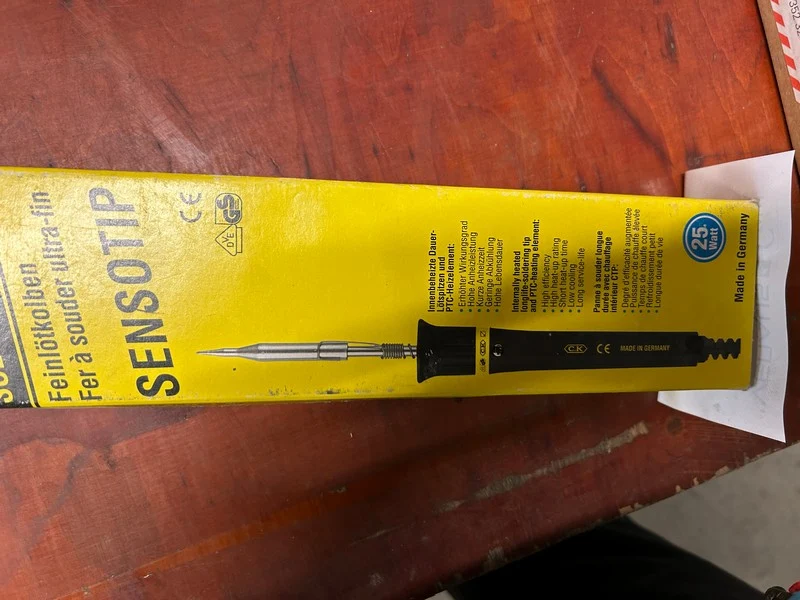 Feinlötkolben
Fer à souder ultra-fin
SENSOTIP
CE
VDE
GS
Innenbeheizte Dauer-
Lötspitzen und
PTC-Heizelement:
• Erhöhter Wirkungsgrad
• Hohe Anheizleistung
• Kurze Anheizzeit
• Geringe Abkühlung
• Hohe Lebensdauer
Internally heated
longlife-soldering tip
and PTC-heating element:
• High efficiency
• High heat-up rating
• Short heat-up time
• Low cooling
• Long service-life
Panne à souder longue
durée avec chauffage
intérieur CTP:
• Degré d'efficacité augmentée
• Puissance de chauffe élevée
• Temps de chauffe court
• Refroidissement petit
• Longue durée de vie
25
Watt
Made in Germany
C.K
C.K
CE
MADE IN GERMANY